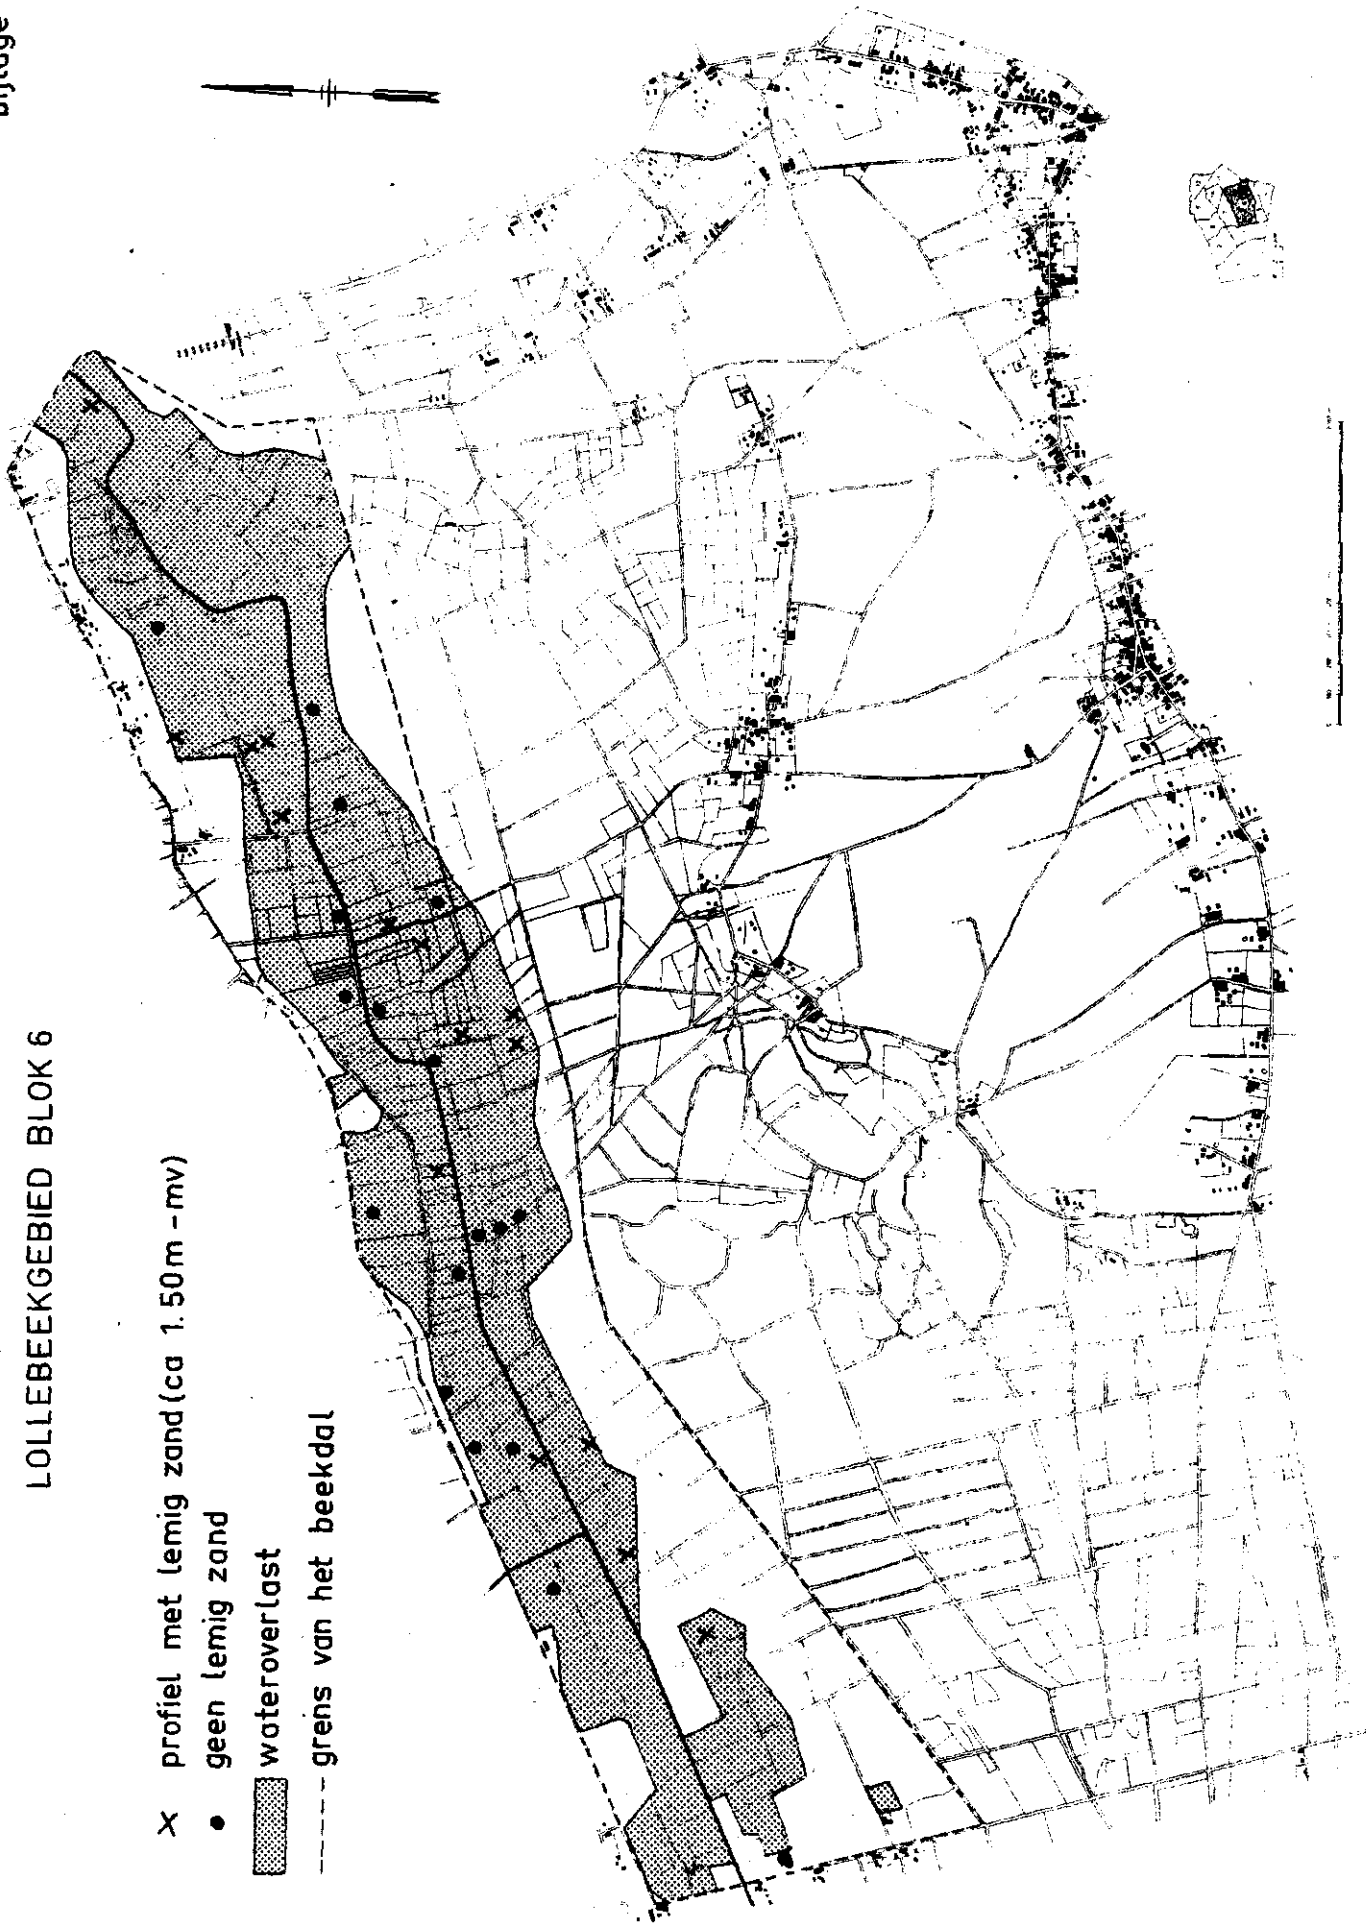 bijlage
LOLLEBEEKGEBIED BLOK 6
x profiel met lemig zand (ca 1.50m - mv)
• geen lemig zand
wateroverlast
grens van het beekdal